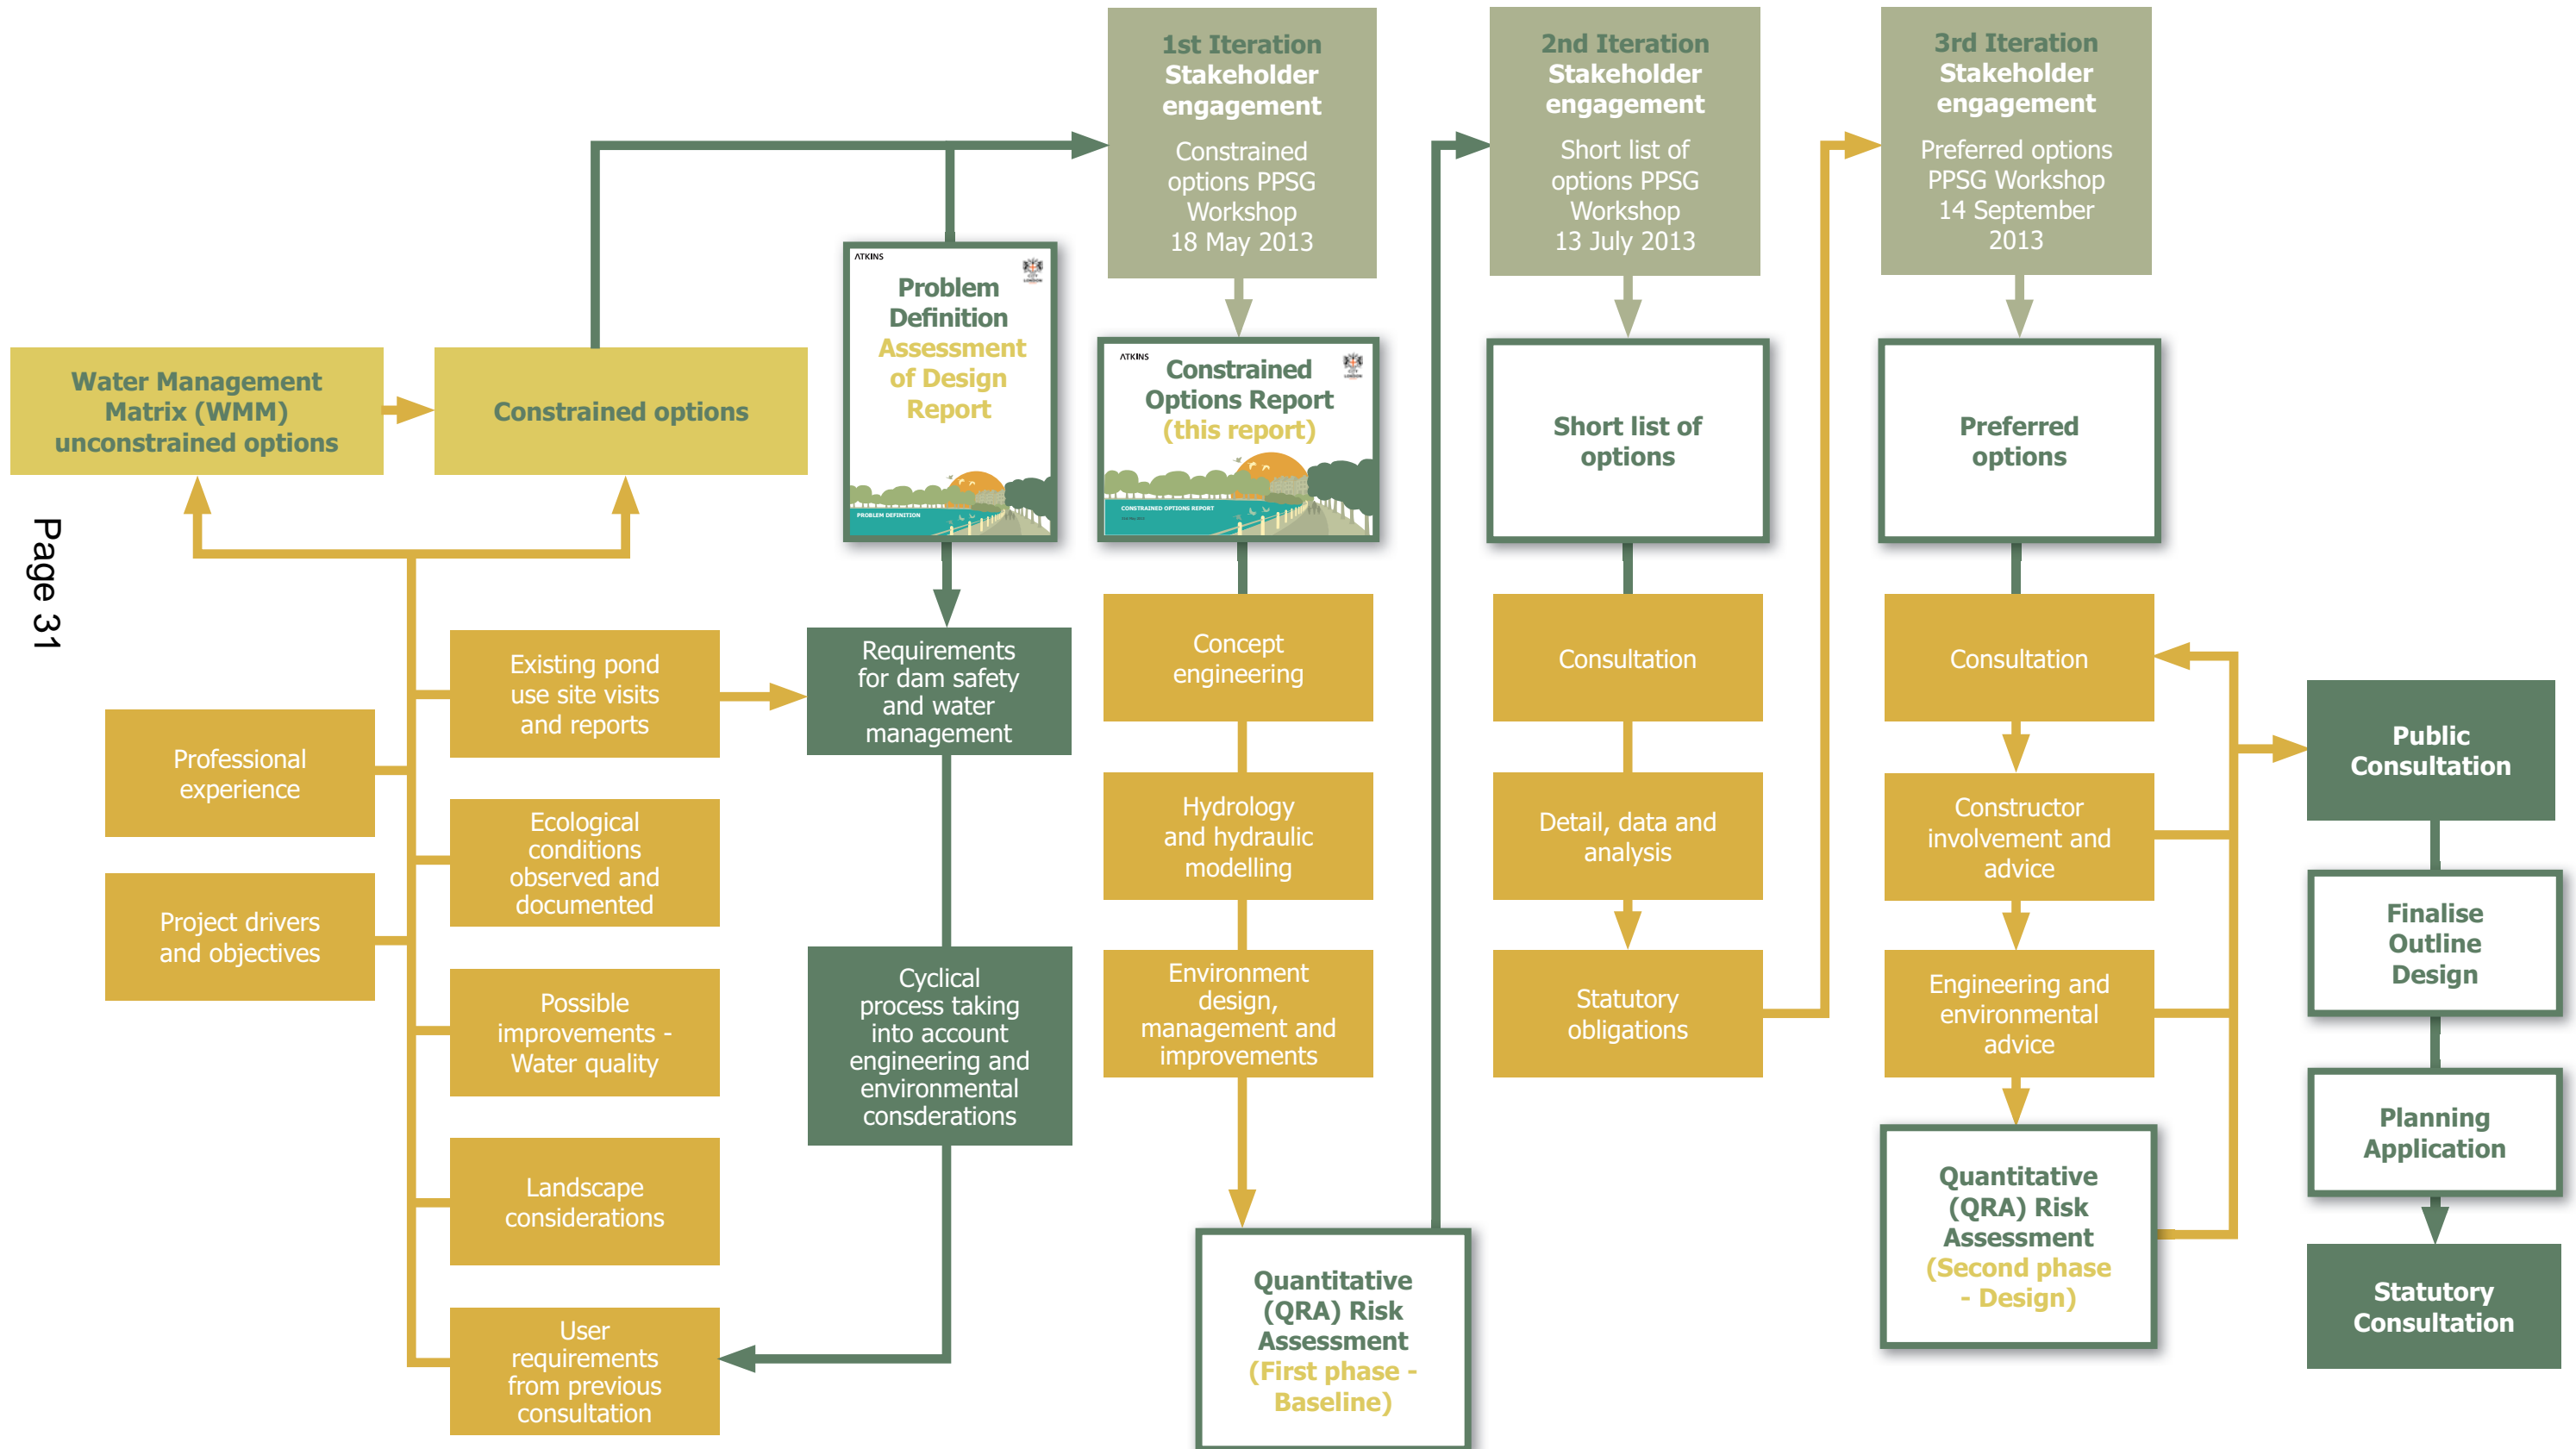 1st Iteration
Stakeholder
engagement
Constrained
options PPSG
Workshop
18 May 2013
2nd Iteration
Stakeholder
engagement
Short list of
options PPSG
Workshop
13 July 2013
3rd Iteration
Stakeholder
engagement
Preferred options
PPSG Workshop
14 September
2013
Water Management
Matrix (WMM)
unconstrained options
Constrained options
ATKINS
CITY
LONDON
Problem
Definition
Assessment
of Design
Report
PROBLEM DEFINITION
ATKINS
LONDON
Constrained
Options Report
(this report)
CONSTRAINED OPTIONS REPORT
Short list of
options
Preferred
options
Page 31
Professional
experience
Project drivers
and objectives
Existing pond
use site visits
and reports
Ecological
conditions
observed and
documented
Possible
improvements -
Water quality
Landscape
considerations
User
requirements
from previous
consultation
Requirements
for dam safety
and water
management
Cyclical
process taking
into account
engineering and
environmental
consderations
Concept
engineering
Hydrology
and hydraulic
modelling
Environment
design,
management and
improvements
Quantitative
(QRA) Risk
Assessment
(First phase -
Baseline)
Consultation
Detail, data and
analysis
Statutory
obligations
Consultation
Constructor
involvement and
advice
Engineering and
environmental
advice
Quantitative
(QRA) Risk
Assessment
(Second phase
- Design)
Public
Consultation
Finalise
Outline
Design
Planning
Application
Statutory
Consultation